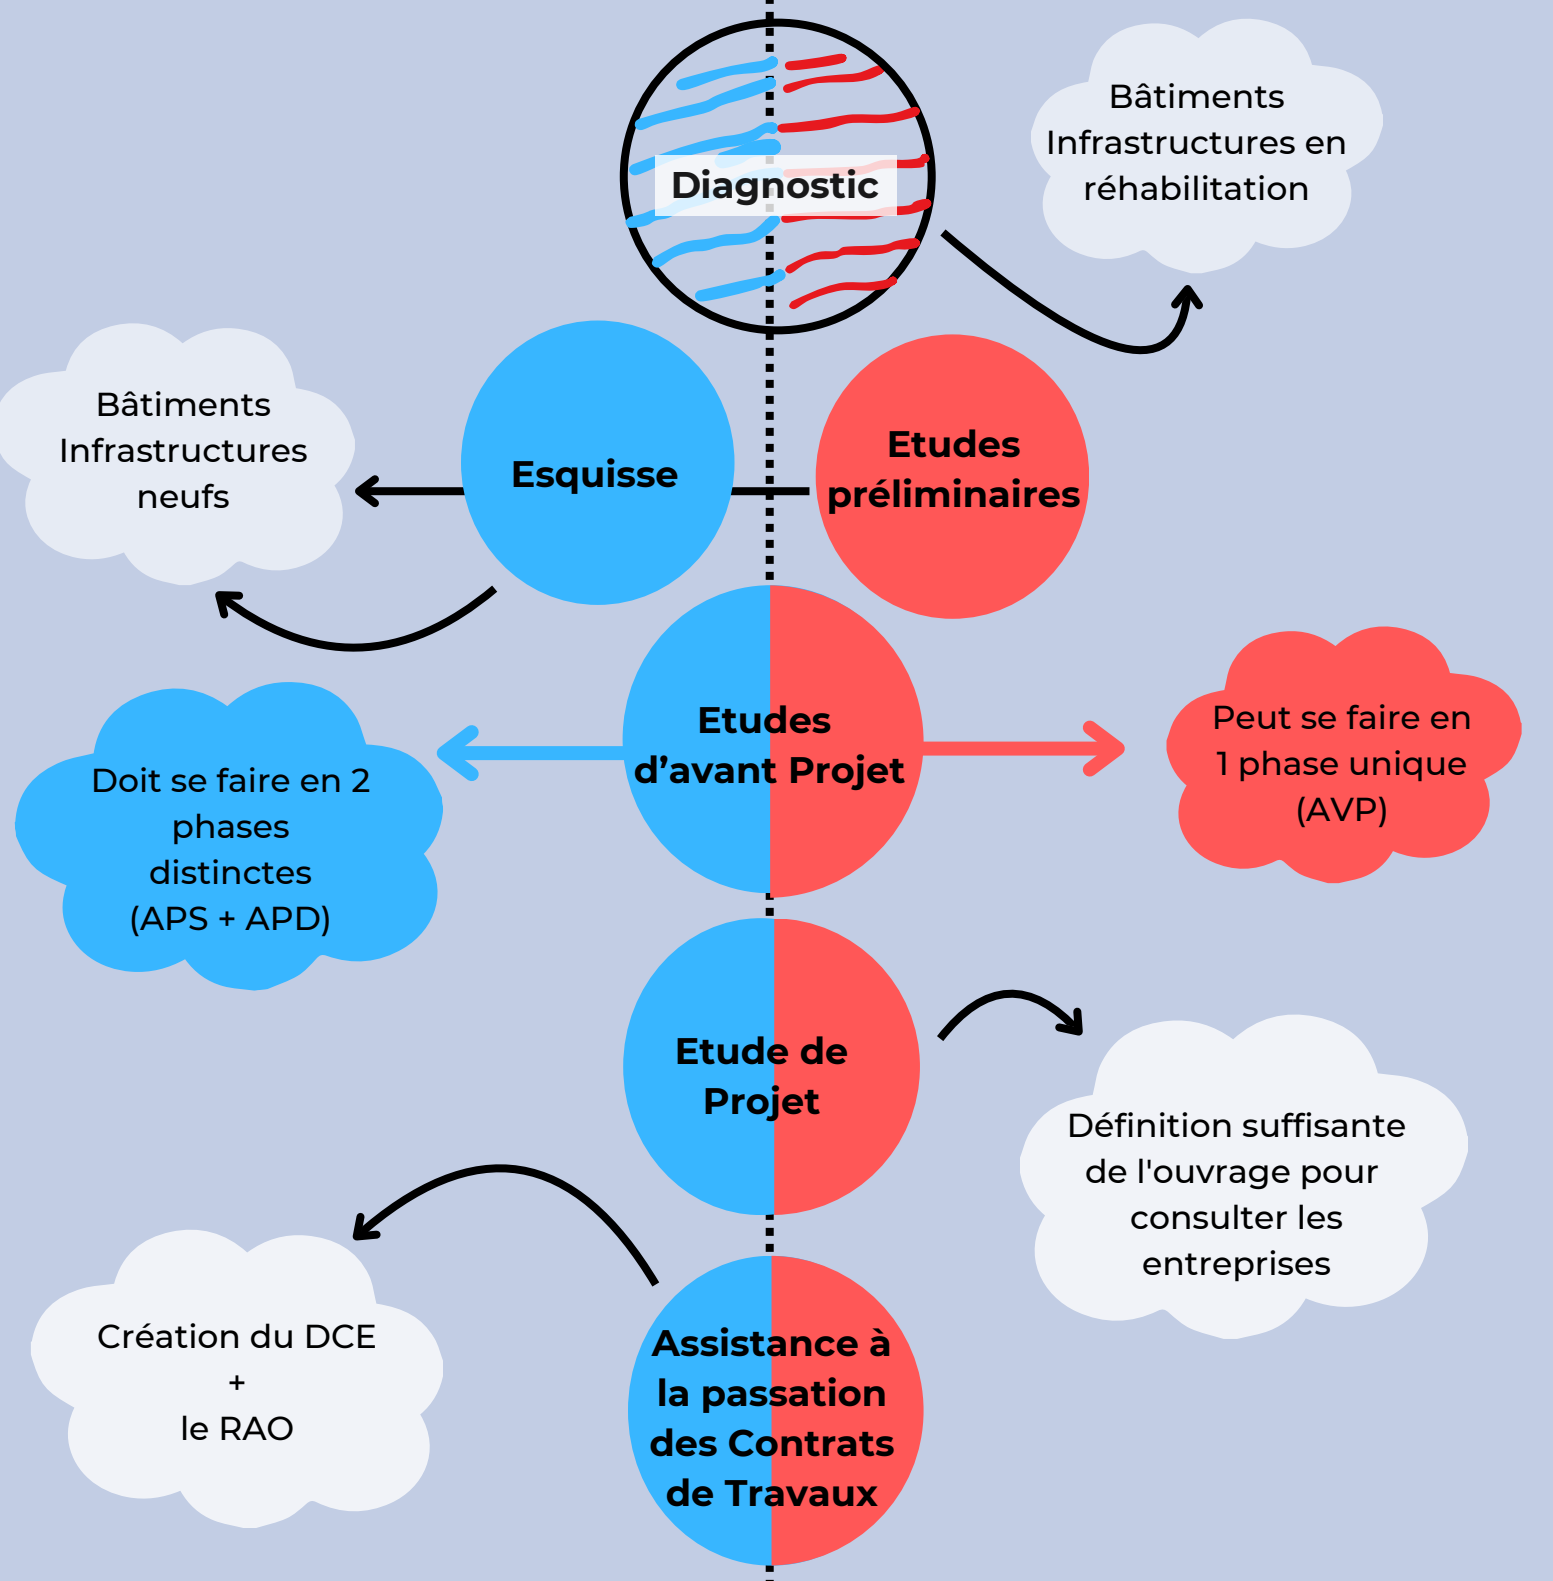 Diagnostic
Bâtiments
Infrastructures en
réhabilitation
Bâtiments
Infrastructures
neufs
Esquisse
Etudes
préliminaires
Etudes
d’avant Projet
Doit se faire en 2
phases
distinctes
(APS + APD)
Peut se faire en
1 phase unique
(AVP)
Etude de
Projet
Définition suffisante
de l'ouvrage pour
consulter les
entreprises
Création du DCE
+
le RAO
Assistance à
la passation
des Contrats
de Travaux